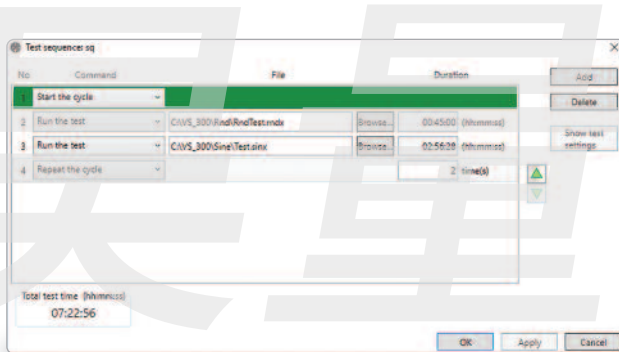 Test sequence: sq
No Command File Duration
1 Start the cycle
2 Run the test C:\VS_300\Rnd\RndTest.rndx Browse... 00:45:00 (hh:mm:ss)
3 Run the test C:\VS_300\Sine\Test.sinx Browse... 02:56:28 (hh:mm:ss)
4 Repeat the cycle 2 time(s)
Add
Delete
Show test
settings
Total test time (hh:mm:ss)
07:22:56
OK Apply Cancel